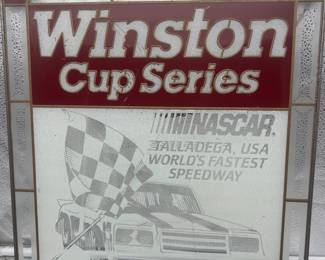 Winston
Cup Series
NASCAR
TALLADEGA, USA
WORLD'S FASTEST
SPEEDWAY